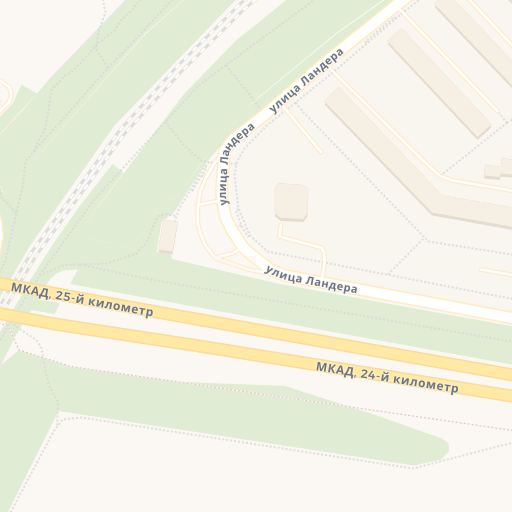 улица Ландера
улица Ландера
улица Ландера
МКАД, 25-й километр
МКАД, 24-й километр